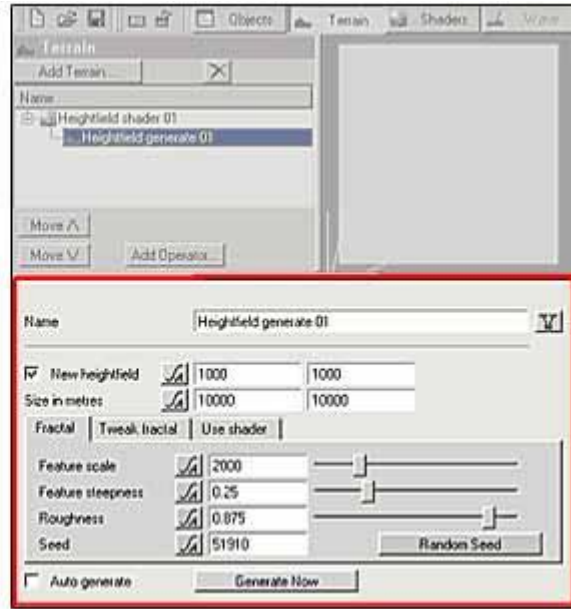 Objects Terrain Shaders Water
Terrain
Add Terrain...
Name
Heightfield shader 01
Heightfield generate 01
Move Λ
Move V Add Operator...
Name Heightfield generate 01
New heightfield 1000 1000
Size in metres 10000 10000
Fractal Tweak fractal Use shader
Feature scale 2000
Feature steepness 0.25
Roughness 0.875
Seed 51910 Random Seed
Auto generate Generate Now